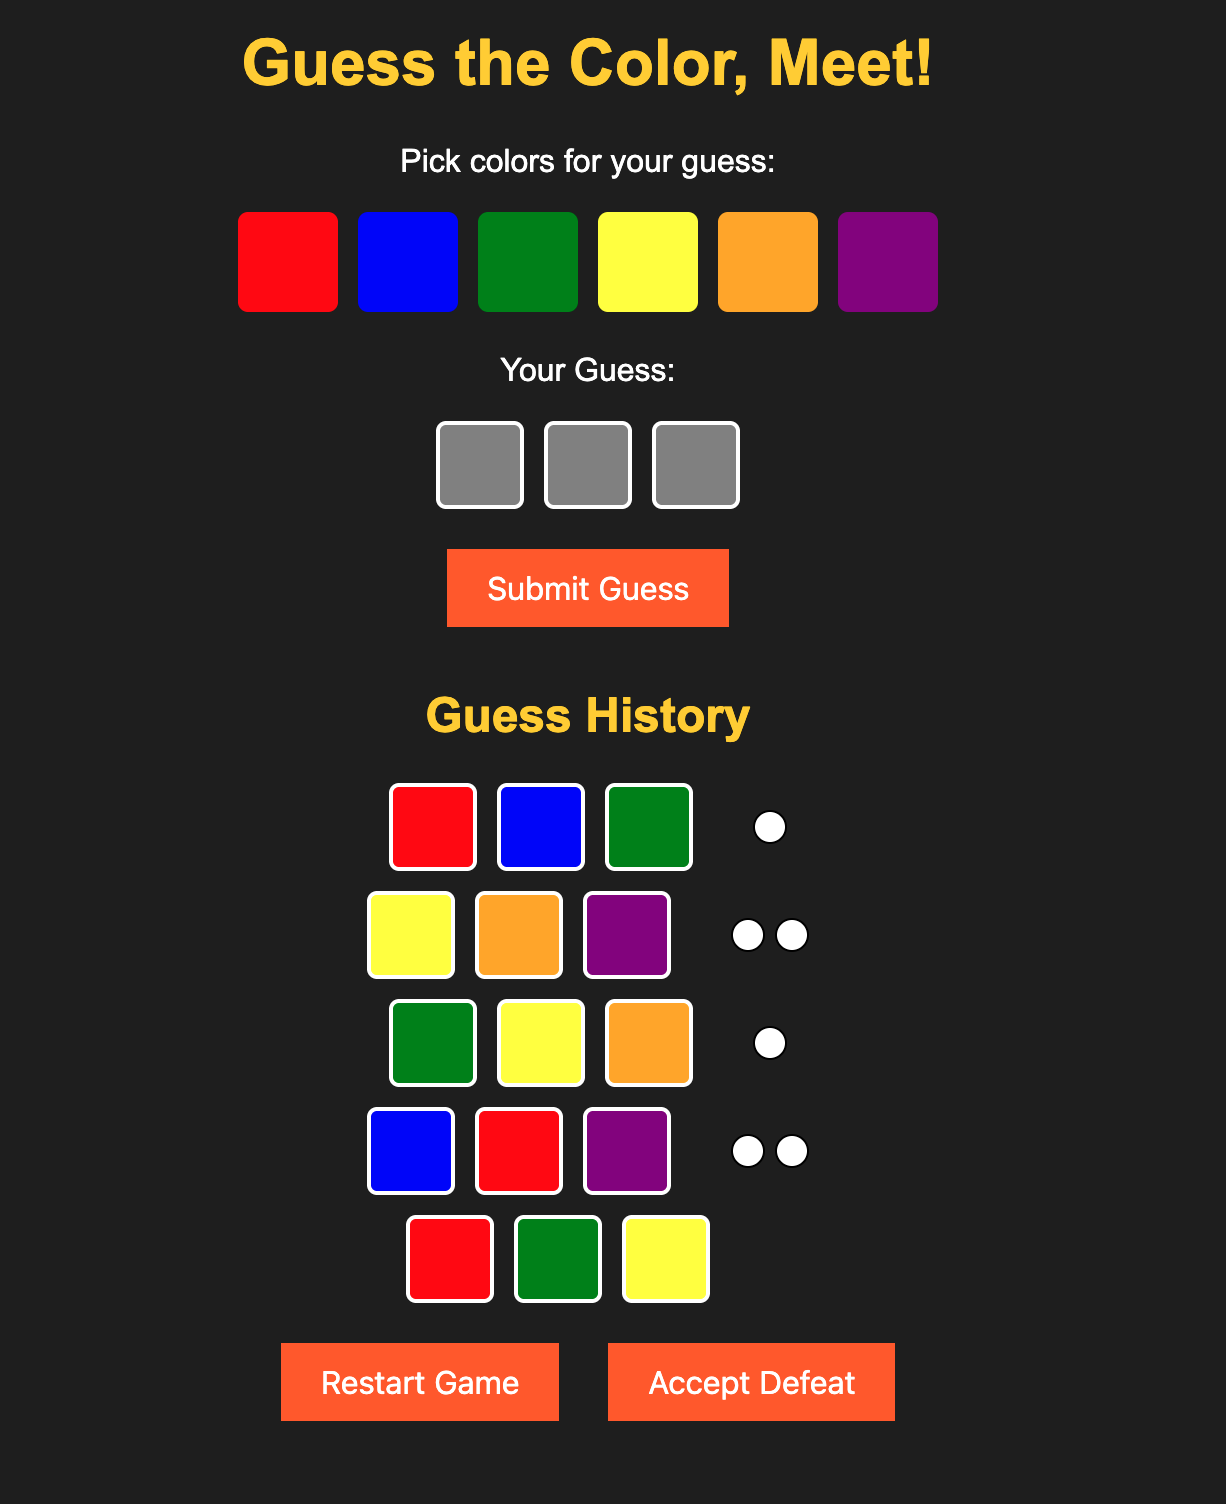 Guess the Color, Meet!
Pick colors for your guess:
Your Guess:
Submit Guess
Guess History
Restart Game
Accept Defeat